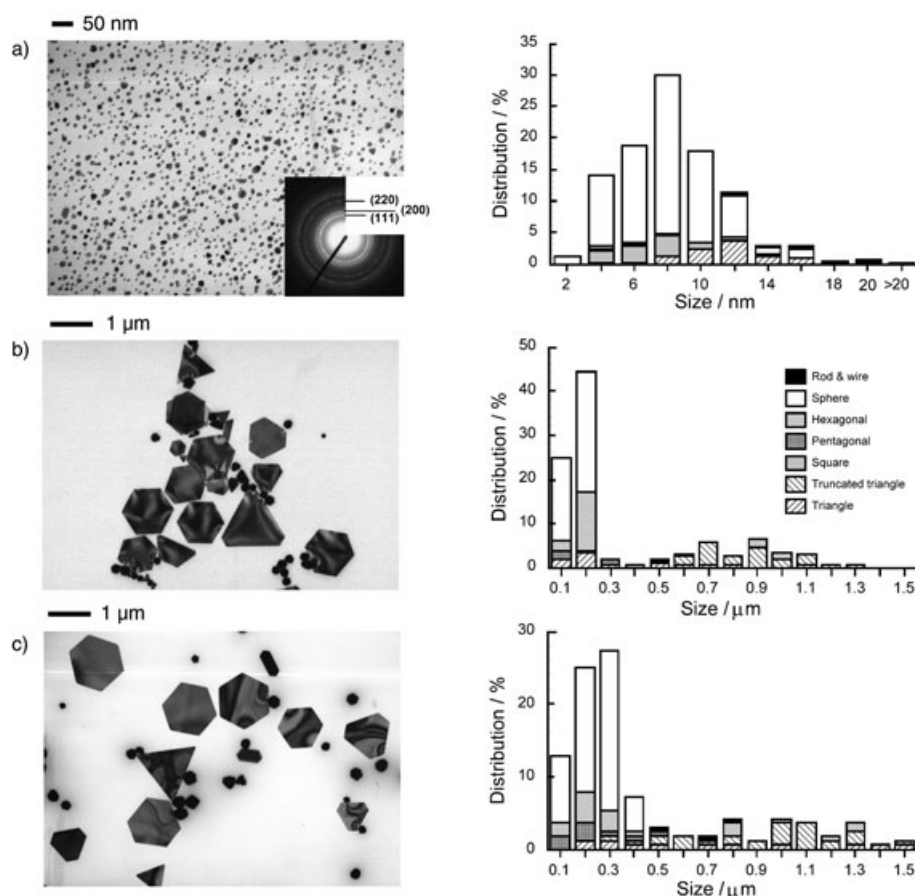 50 nm
a)
(220)
(200)
(111)
Distribution / %
35
30
25
20
15
10
5
0
2 6 10 14 18 20 >20
Size / nm
1 µm
b)
Distribution / %
50
40
30
20
10
0
Rod & wire
Sphere
Hexagonal
Pentagonal
Square
Truncated triangle
Triangle
0.1 0.3 0.5 0.7 0.9 1.1 1.3 1.5
Size / µm
1 µm
c)
Distribution / %
30
20
10
0
0.1 0.3 0.5 0.7 0.9 1.1 1.3 1.5
Size / µm